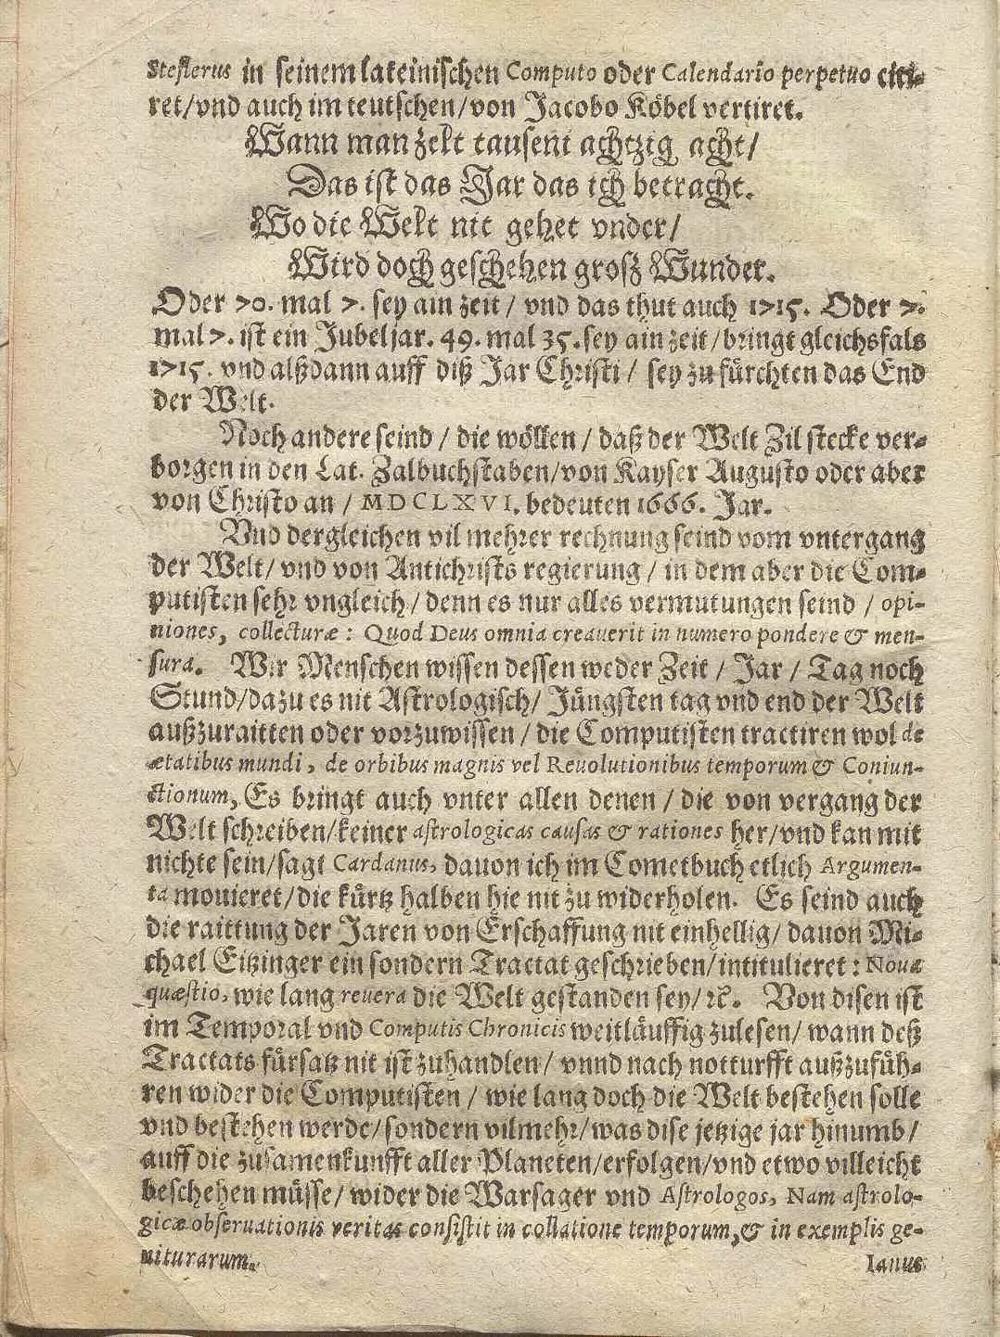 Steflerus in seinem lateinischen Computo oder Calendario perpetuo citi-
ret/vnd auch im teutschen/von Jacobo Köbel vertiret.
Wann man zelt tausent achtzig acht/
Das ist das Jar das ich betracht.
Wo die Welt nit gehet vnder/
Wird doch geschehen grosz Wunder.
Oder 70. mal 7. sey ain zeit / vnd das thut auch 1715. Oder 7.
mal 7. ist ein Jubeljar. 49. mal 35. sey ain zeit/bringt gleichsfals
1715. vnd alßdann auff diß Jar Christi / sey zu fürchten das End
der Welt.
Noch andere seind / die wöllen / daß der Welt Zil stecke ver-
borgen in den Lat. Zalbuchstaben/von Kayser Augusto oder aber
von Christo an / MDCLXVI. bedeuten 1666. Jar.
Vnd dergleichen vil mehrer rechnung seind vom vntergang
der Welt/ vnd von Antichrists regierung / in dem aber die Com-
putisten sehr vngleich / denn es nur alles vermutungen seind / opi-
niones, collecturæ: Quod Deus omnia creauerit in numero pondere & men-
sura. Wir Menschen wissen dessen weder Zeit / Jar / Tag noch
Stund/dazu es nit Astrologisch/ Jüngsten tag vnd end der Welt
außzuraitten oder vorzuwissen / die Computisten tractiren wol de
ætatibus mundi, de orbibus magnis vel Reuolutionibus temporum & Coniun-
ctionum, Es bringt auch vnter allen denen / die von vergang der
Welt schreiben/keiner astrologicas causas & rationes her/vnd kan mit
nichte sein/sagt Cardanus, dauon ich im Cometbuch etlich Argumen-
ta mouieret/die kürtz halben hie nit zu widerholen. Es seind auch
die raittung der Jaren von Erschaffung nit einhellig/ dauon Mi-
chael Eitzinger ein sondern Tractat geschrieben/intitulieret: Noua
quæstio, wie lang reuera die Welt gestanden sey/ ꝛc. Von disen ist
im Temporal vnd Computis Chronicis weitläuffig zulesen/ wann deß
Tractats fürsatz nit ist zuhandlen/ vnnd nach notturfft außzufüh-
ren wider die Computisten / wie lang doch die Welt bestehen solle
vnd bestehen werde/sondern vilmehr/was dise jetzige jar hinumb/
auff die zusamenkunfft aller Planeten/erfolgen/vnd etwo villeicht
beschehen müsse/ wider die Warsager vnd Astrologos, Nam astrolo-
gicæ obseruationis veritas consistit in collatione temporum, & in exemplis ge-
niturarum.
Ianus